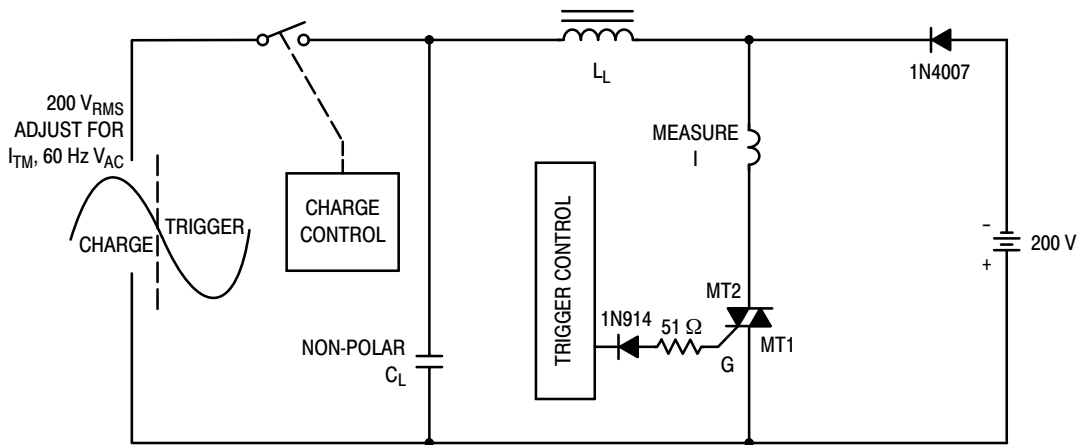 200 V_RMS
ADJUST FOR
I_TM, 60 Hz V_AC
CHARGE
TRIGGER
CHARGE
CONTROL
NON-POLAR
C_L
L_L
TRIGGER CONTROL
MEASURE
I
1N914
51 Ω
G
MT2
MT1
1N4007
-
+
200 V